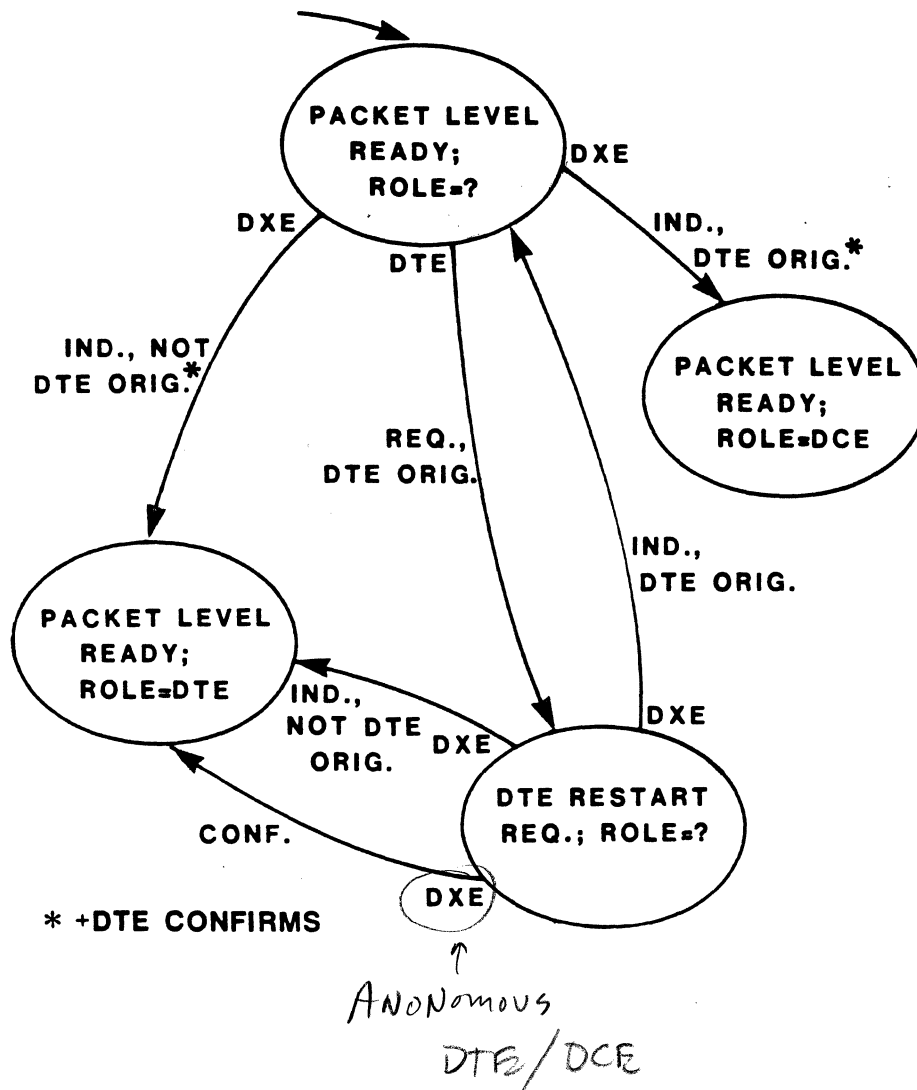 PACKET LEVEL
READY;
ROLE=?
DXE
DXE
DTE
IND.,
DTE ORIG.*
IND., NOT
DTE ORIG.*
PACKET LEVEL
READY;
ROLE=DCE
REQ.,
DTE ORIG.
IND.,
DTE ORIG.
PACKET LEVEL
READY;
ROLE=DTE
IND.,
NOT DTE
ORIG.
DXE
DXE
DTE RESTART
REQ.; ROLE=?
CONF.
DXE
* +DTE CONFIRMS
ANONOMOUS
DTE/DCE